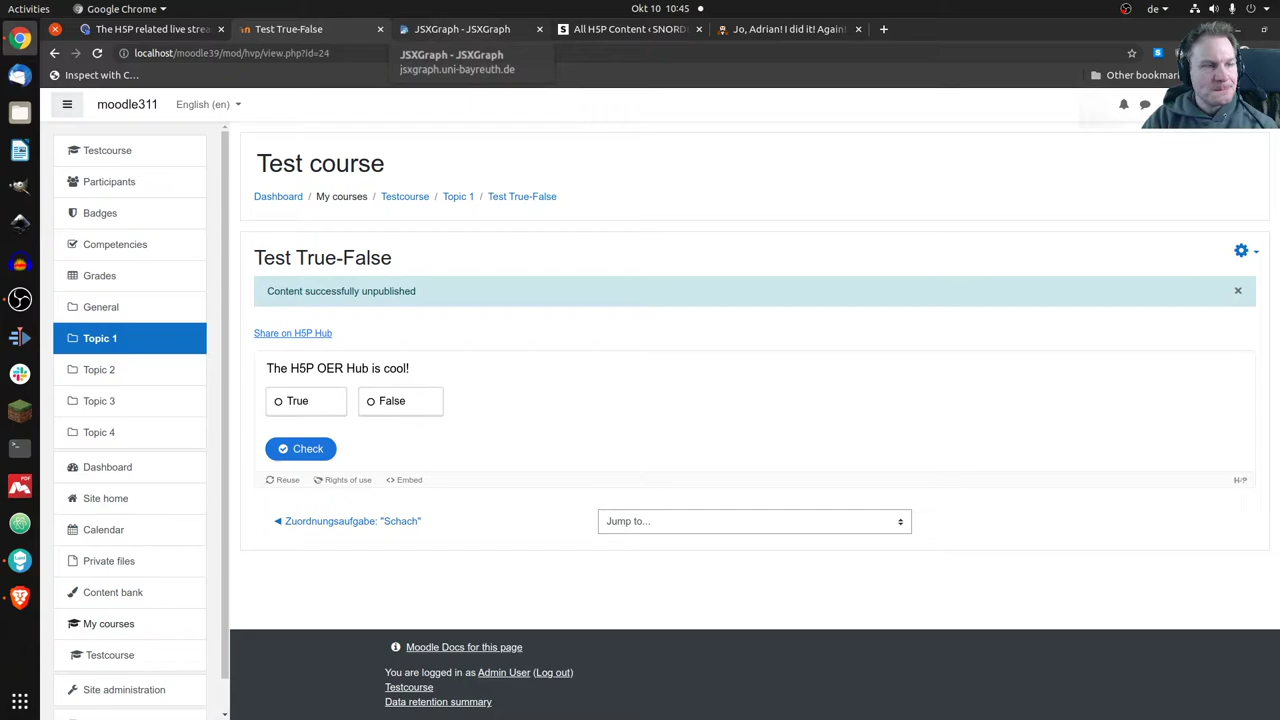 Activities
Google Chrome
Okt 10 10:45
de
The H5P related live strea
Test True-False
JSXGraph - JSXGraph
All H5P Content ‹ SNORDI
Jo, Adrian! I did it! Again!
localhost/moodle39/mod/hvp/view.php?id=24
JSXGraph - JSXGraph
jsxgraph.uni-bayreuth.de
Inspect with C...
Other bookmar
moodle311
English (en)
Testcourse
Participants
Badges
Competencies
Grades
General
Topic 1
Topic 2
Topic 3
Topic 4
Dashboard
Site home
Calendar
Private files
Content bank
My courses
Testcourse
Site administration
Test course
Dashboard / My courses / Testcourse / Topic 1 / Test True-False
Test True-False
Content successfully unpublished
Share on H5P Hub
The H5P OER Hub is cool!
True
False
Check
Reuse
Rights of use
Embed
H5P
◀ Zuordnungsaufgabe: "Schach"
Jump to...
Moodle Docs for this page
You are logged in as Admin User (Log out)
Testcourse
Data retention summary